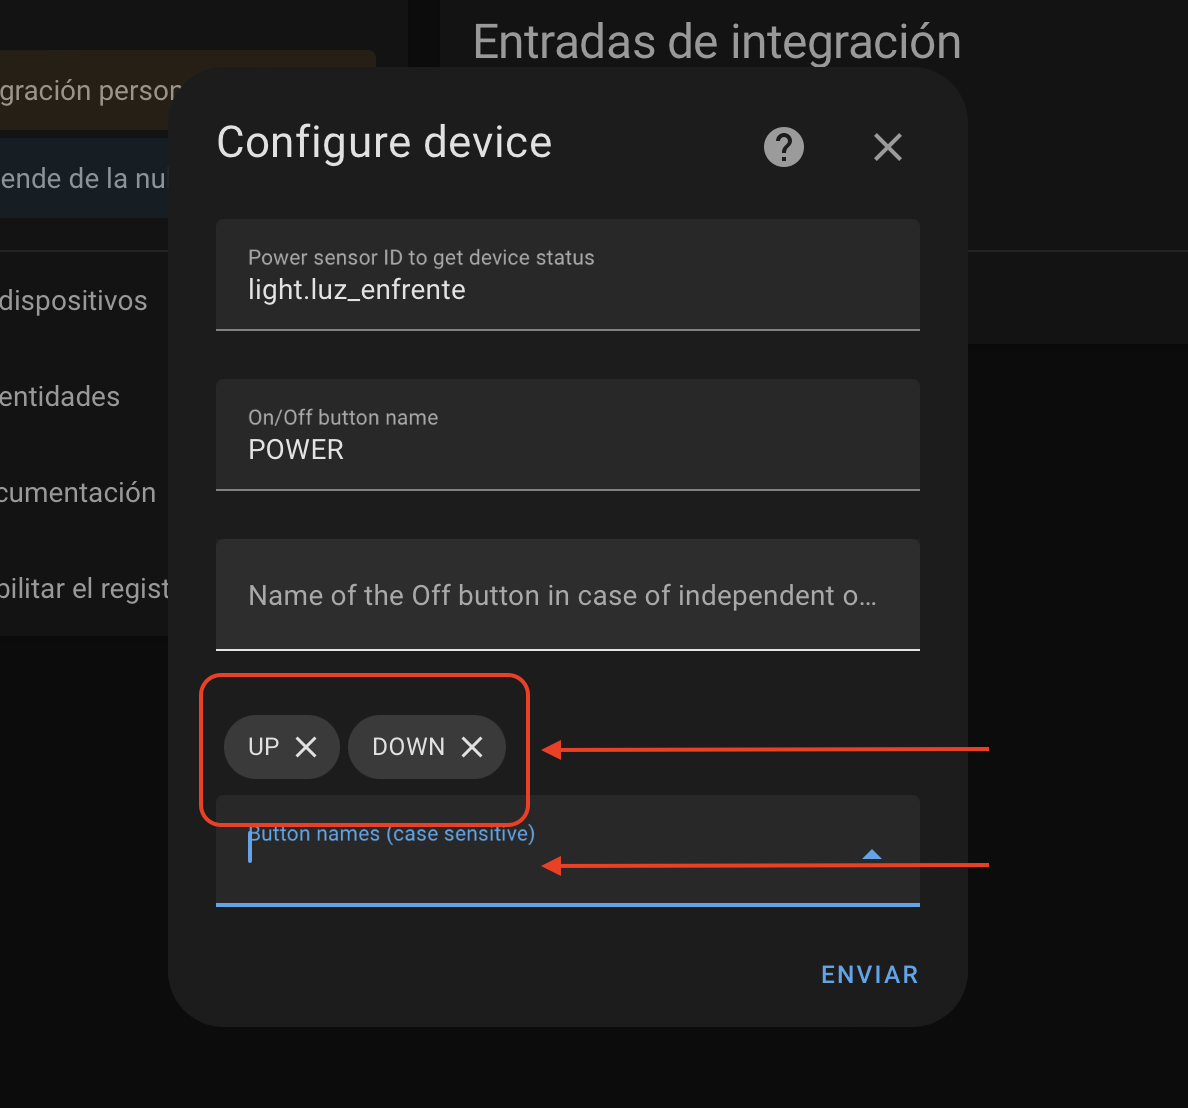 Entradas de integración
gración person
Configure device
?
ende de la nu
Power sensor ID to get device status
light.luz_enfrente
dispositivos
entidades
On/Off button name
POWER
cumentación
Name of the Off button in case of independent o...
bilitar el regist
UP
DOWN
Button names (case sensitive)
ENVIAR